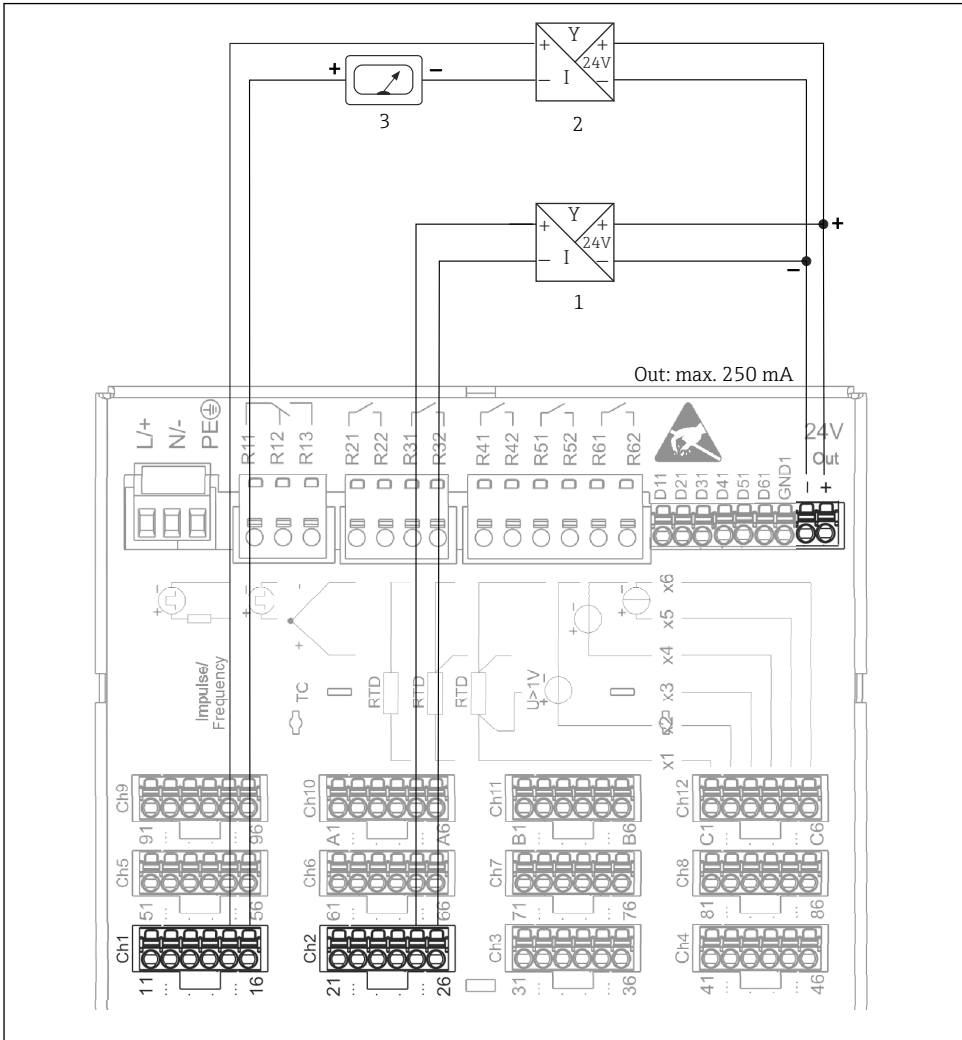 Y
+ +
24V
− I −
+ −
3
2
Y
+ +
24V
− I −
+
−
1
Out: max. 250 mA
L/+
N/-
PE
R11
R12
R13
R21
R22
R31
R32
R41
R42
R51
R52
R61
R62
D11
D21
D31
D41
D51
D61
GND1
24V
Out
− +
Impulse/
Frequency
- +
- +
-
+
TC
RTD
RTD
RTD
U>1V
+ -
+ -
+ -
x6
x5
x4
x3
x2
x1
Ch9
91 ... . ... 96
Ch10
A1 ... . ... A6
Ch11
B1 ... . ... B6
Ch12
C1 ... . ... C6
Ch5
51 ... . ... 56
Ch6
61 ... . ... 66
Ch7
71 ... . ... 76
Ch8
81 ... . ... 86
Ch1
11 ... . ... 16
Ch2
21 ... . ... 26
Ch3
31 ... . ... 36
Ch4
41 ... . ... 46